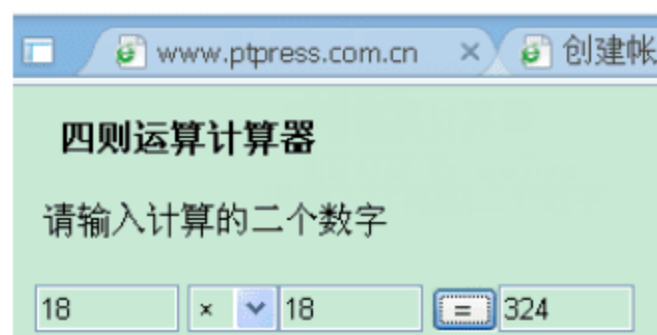 www.ptpress.com.cn × 创建帐
四则运算计算器
请输入计算的二个数字
18 × 18 = 324